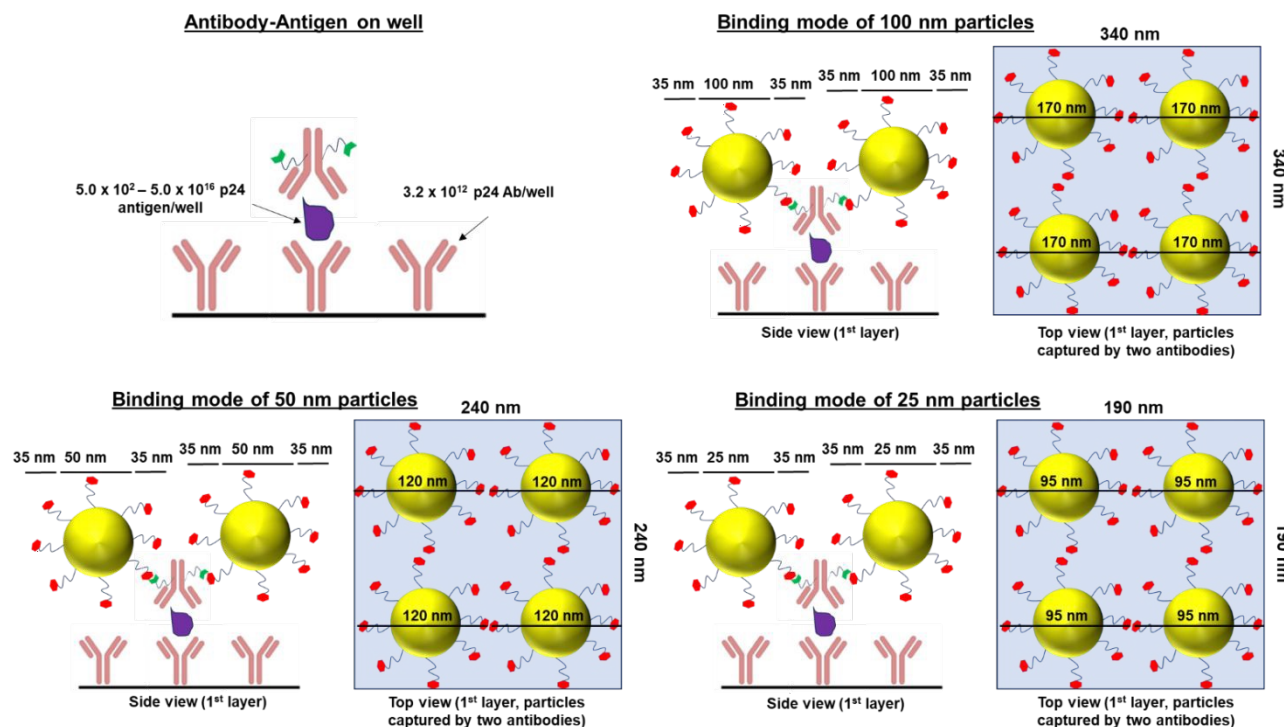 Antibody-Antigen on well
5.0 x 10² – 5.0 x 10¹⁶ p24
antigen/well
3.2 x 10¹² p24 Ab/well
Binding mode of 100 nm particles
340 nm
35 nm 100 nm 35 nm 35 nm 100 nm 35 nm
170 nm 170 nm
340 nm
170 nm 170 nm
Side view (1ˢᵗ layer)
Top view (1ˢᵗ layer, particles
captured by two antibodies)
Binding mode of 50 nm particles
240 nm
35 nm 50 nm 35 nm 35 nm 50 nm 35 nm
120 nm 120 nm
240 nm
120 nm 120 nm
Side view (1ˢᵗ layer)
Top view (1ˢᵗ layer, particles
captured by two antibodies)
Binding mode of 25 nm particles
190 nm
35 nm 25 nm 35 nm 35 nm 25 nm 35 nm
95 nm 95 nm
190 nm
95 nm 95 nm
Side view (1ˢᵗ layer)
Top view (1ˢᵗ layer, particles
captured by two antibodies)